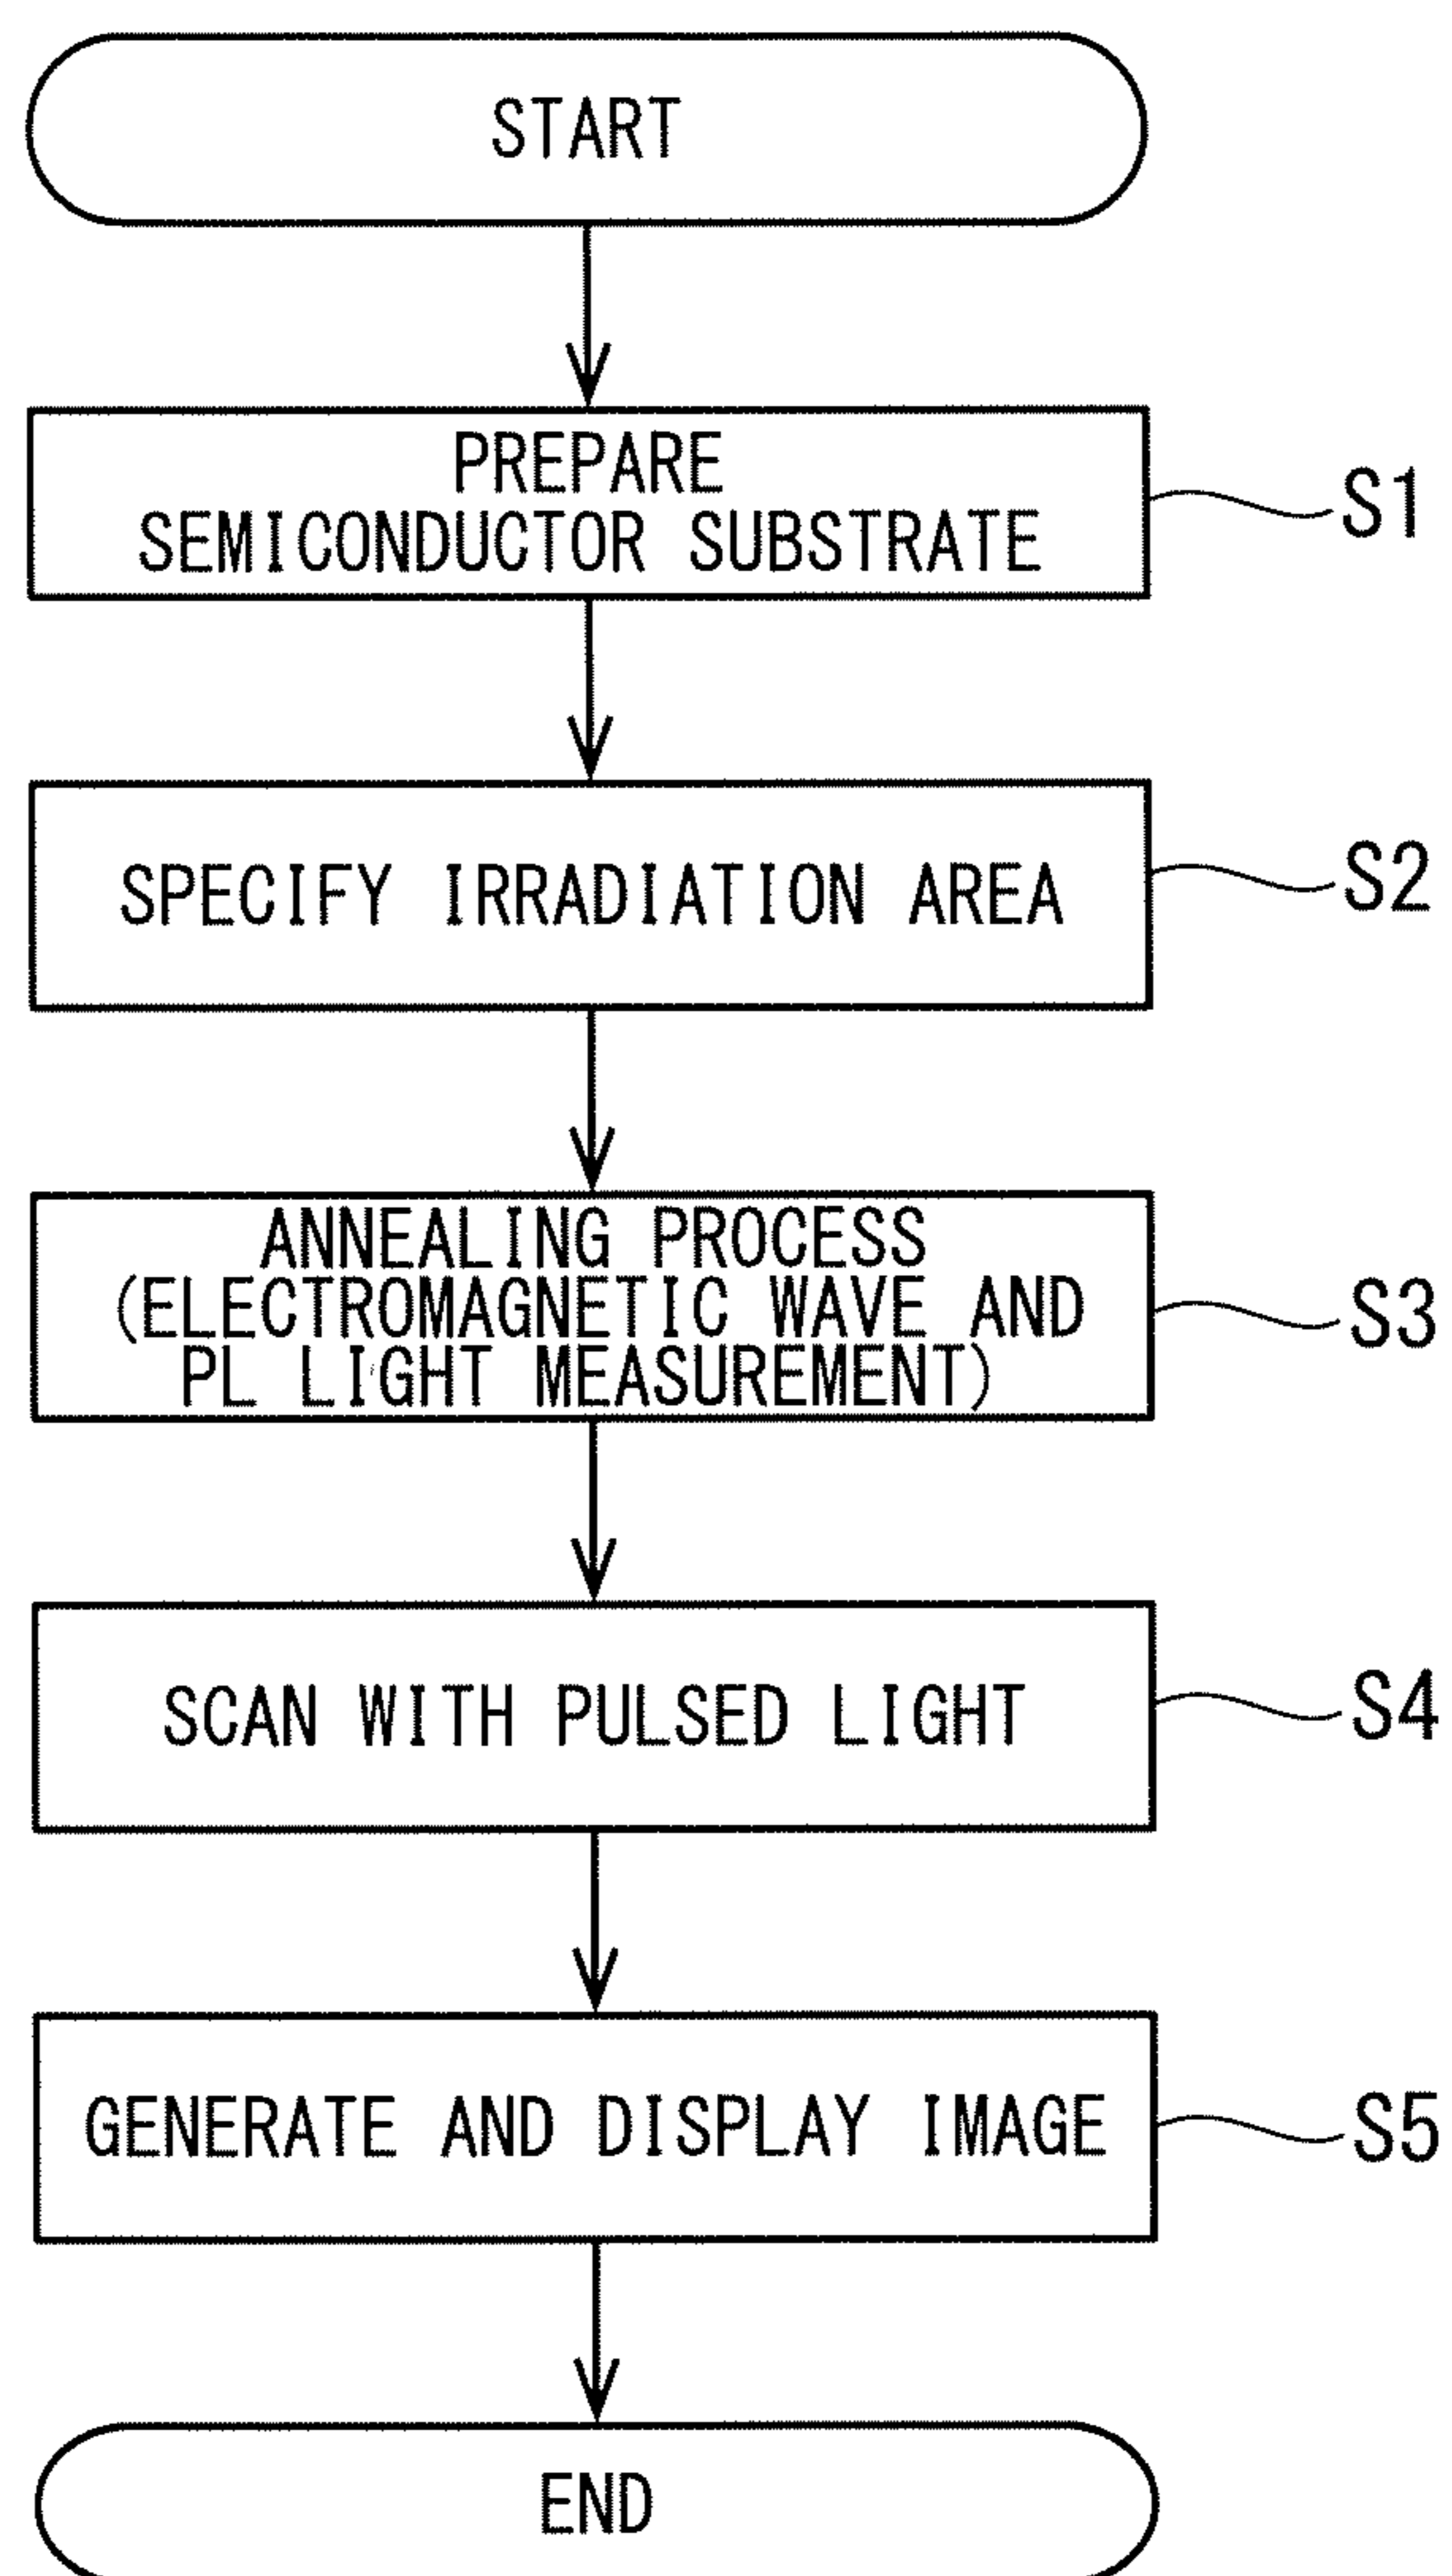 START
PREPARE
SEMICONDUCTOR SUBSTRATE
S1
SPECIFY IRRADIATION AREA
S2
ANNEALING PROCESS
(ELECTROMAGNETIC WAVE AND
PL LIGHT MEASUREMENT)
S3
SCAN WITH PULSED LIGHT
S4
GENERATE AND DISPLAY IMAGE
S5
END